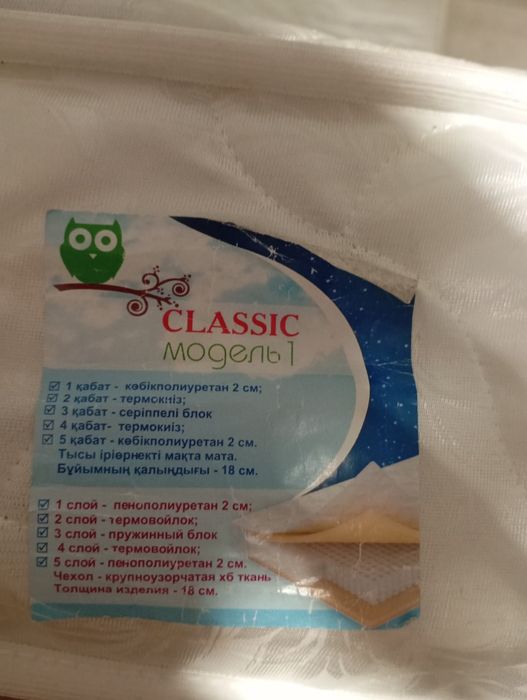 CLASSIC
модель 1
1 қабат - көбікполиуретан 2 см;
2 қабат - термокиіз;
3 қабат - серіппелі блок
4 қабат- термокиіз;
5 қабат - көбікполиуретан 2 см.
Тысы іріөрнекті мақта мата.
Бұйымның қалыңдығы - 18 см.
1 слой - пенополиуретан 2 см;
2 слой - термовойлок;
3 слой - пружинный блок
4 слой - термовойлок;
5 слой - пенополиуретан 2 см.
Чехол - крупноузорчатая хб ткань
Толщина изделия - 18 см.